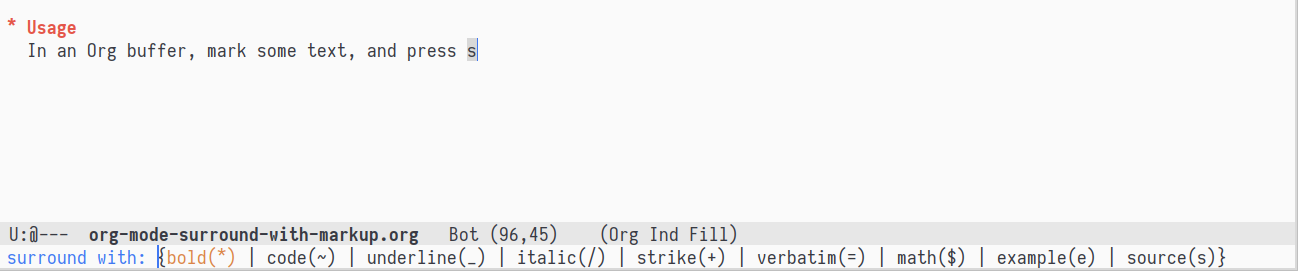 * Usage
In an Org buffer, mark some text, and press s
U:@--- org-mode-surround-with-markup.org Bot (96,45) (Org Ind Fill)
surround with: {bold(*) | code(~) | underline(_) | italic(/) | strike(+) | verbatim(=) | math($) | example(e) | source(s)}